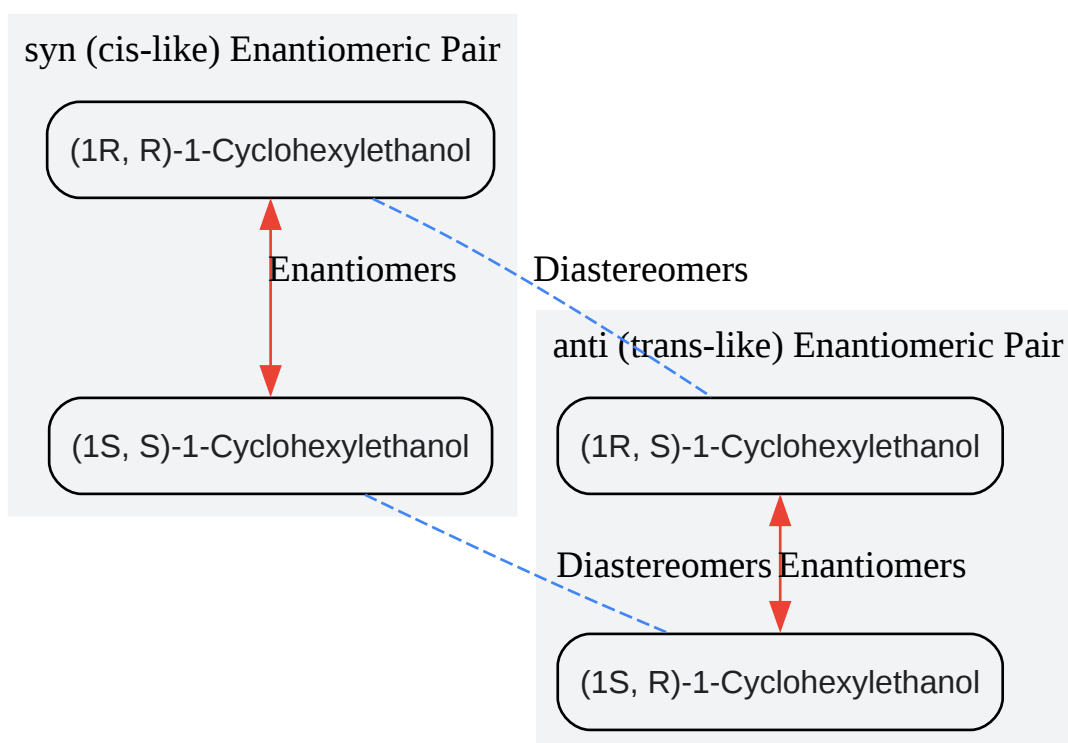 syn (cis-like) Enantiomeric Pair
(1R, R)-1-Cyclohexylethanol
Enantiomers
Diastereomers
anti (trans-like) Enantiomeric Pair
(1S, S)-1-Cyclohexylethanol
(1R, S)-1-Cyclohexylethanol
Diastereomers
Enantiomers
(1S, R)-1-Cyclohexylethanol